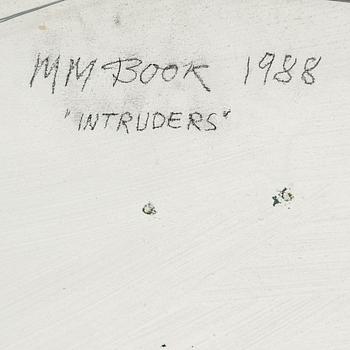 MM BOOK 1988
"INTRUDERS"